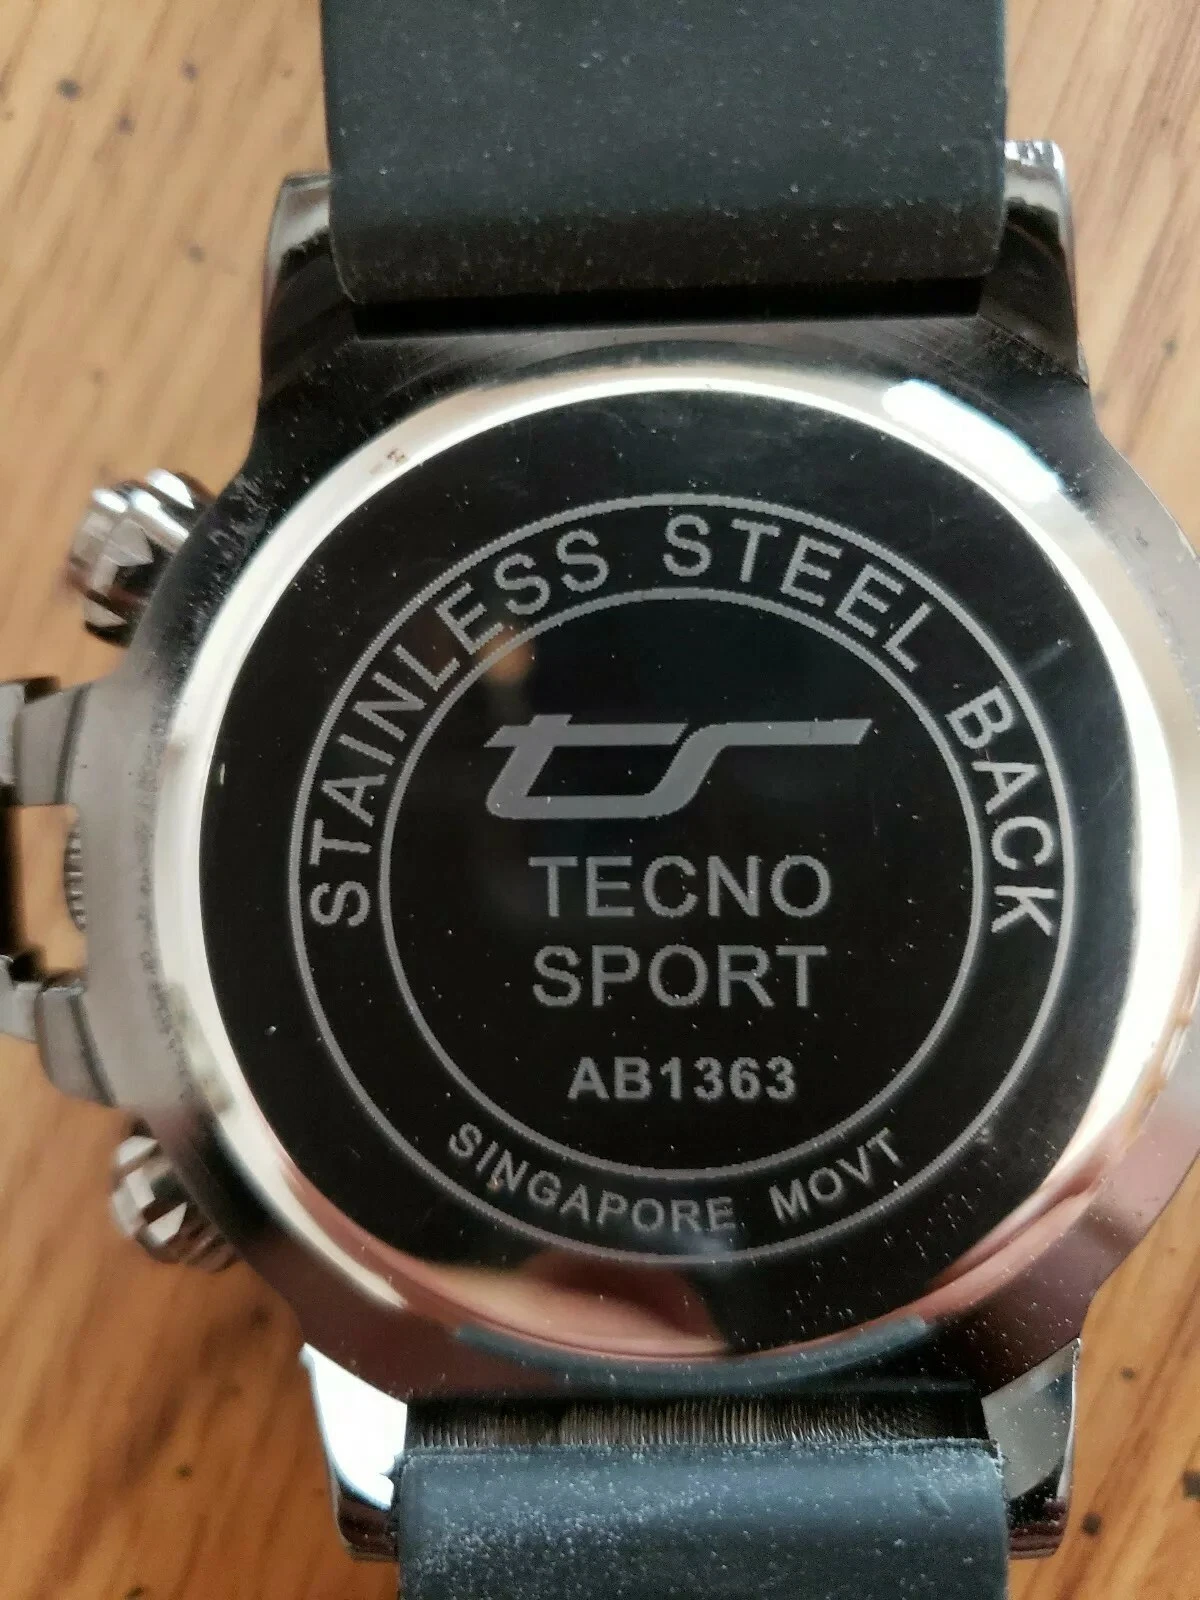 STAINLESS STEEL BACK
ts
TECNO
SPORT
AB1363
SINGAPORE MOVT